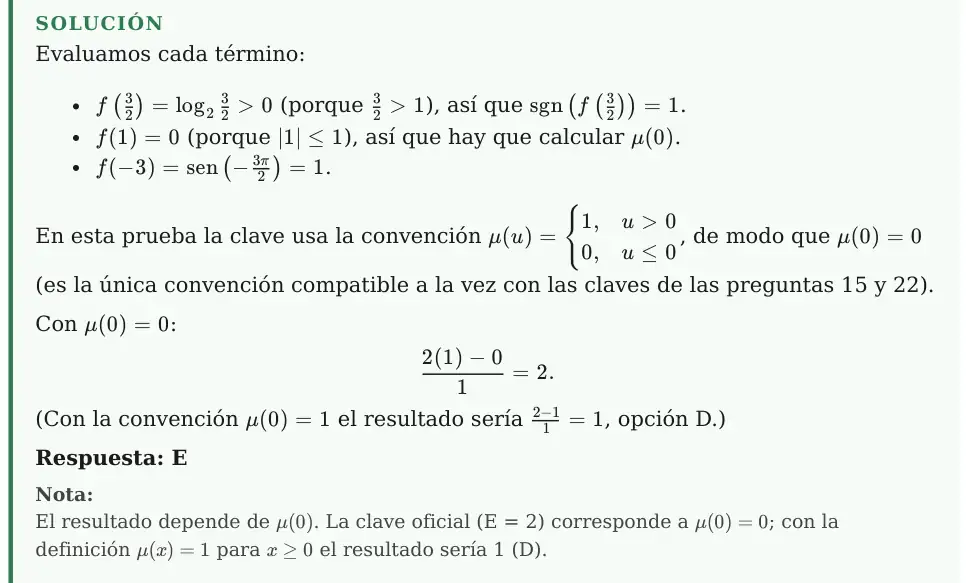 SOLUCIÓN
Evaluamos cada término:
• f(3/2) = log₂ 3/2 > 0 (porque 3/2 > 1), así que sgn(f(3/2)) = 1.
• f(1) = 0 (porque |1| ≤ 1), así que hay que calcular μ(0).
• f(−3) = sen(−3π/2) = 1.
En esta prueba la clave usa la convención μ(u) = {1, u > 0; 0, u ≤ 0, de modo que μ(0) = 0
(es la única convención compatible a la vez con las claves de las preguntas 15 y 22).
Con μ(0) = 0:
(2(1) − 0)/1 = 2.
(Con la convención μ(0) = 1 el resultado sería (2−1)/1 = 1, opción D.)
Respuesta: E
Nota:
El resultado depende de μ(0). La clave oficial (E = 2) corresponde a μ(0) = 0; con la
definición μ(x) = 1 para x ≥ 0 el resultado sería 1 (D).